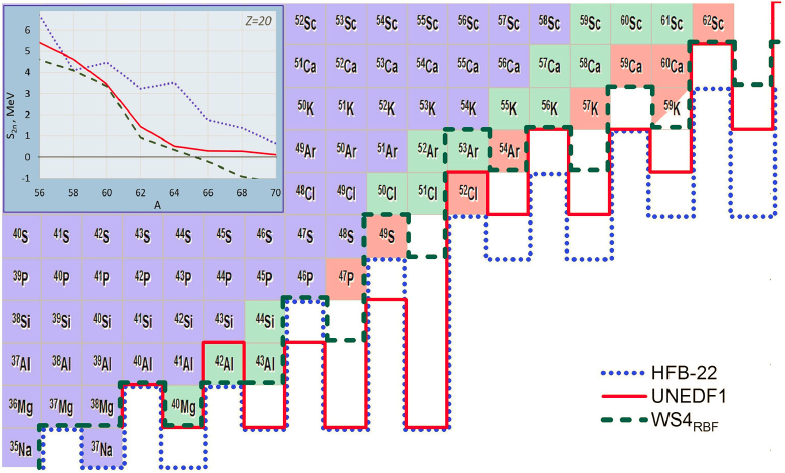 Z=20
S2n, MeV
6
5
4
3
2
1
0
-1
56 58 60 62 64 66 68 70
A
52Sc 53Sc 54Sc 55Sc 56Sc 57Sc 58Sc 59Sc 60Sc 61Sc 62Sc
51Ca 52Ca 53Ca 54Ca 55Ca 56Ca 57Ca 58Ca 59Ca 60Ca
50K 51K 52K 53K 54K 55K 56K 57K 59K
49Ar 50Ar 51Ar 52Ar 53Ar 54Ar
48Cl 49Cl 50Cl 51Cl 52Cl
40S 41S 42S 43S 44S 45S 46S 47S 48S 49S
39P 40P 41P 42P 43P 44P 45P 46P 47P
38Si 39Si 40Si 41Si 42Si 43Si 44Si
37Al 38Al 39Al 40Al 41Al 42Al 43Al
36Mg 37Mg 38Mg 40Mg
35Na 37Na
HFB-22
UNEDF1
WS4RBF